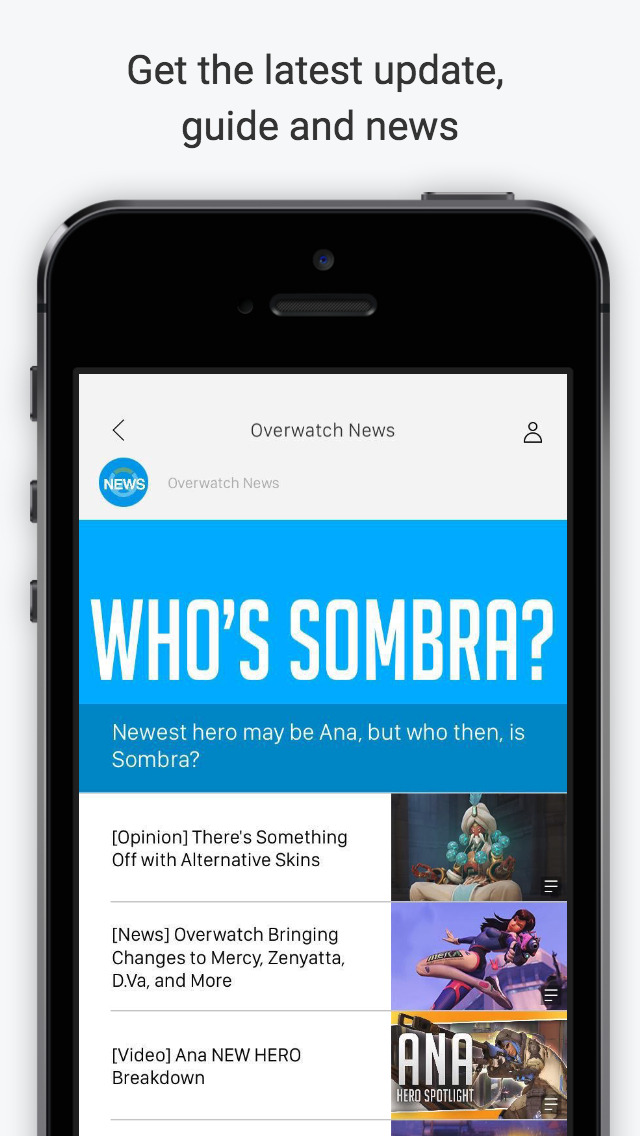 Get the latest update,
guide and news
Overwatch News
NEWS
Overwatch News
WHO'S SOMBRA?
Newest hero may be Ana, but who then, is
Sombra?
[Opinion] There's Something
Off with Alternative Skins
[News] Overwatch Bringing
Changes to Mercy, Zenyatta,
D.Va, and More
[Video] Ana NEW HERO
Breakdown
ANA
HERO SPOTLIGHT